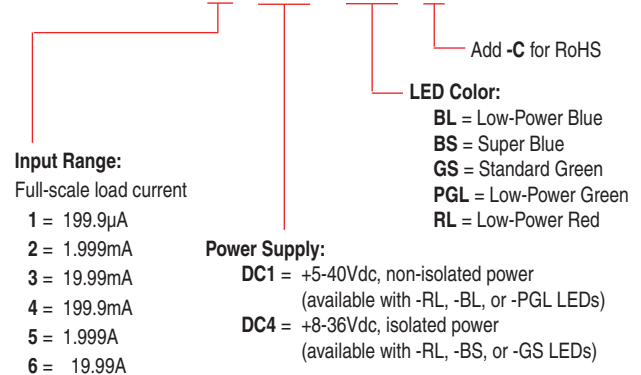 Add -C for RoHS
LED Color:
BL = Low-Power Blue
BS = Super Blue
GS = Standard Green
PGL = Low-Power Green
RL = Low-Power Red
Input Range:
Full-scale load current
1 = 199.9µA
2 = 1.999mA
3 = 19.99mA
4 = 199.9mA
5 = 1.999A
6 = 19.99A
Power Supply:
DC1 = +5-40Vdc, non-isolated power
(available with -RL, -BL, or -PGL LEDs)
DC4 = +8-36Vdc, isolated power
(available with -RL, -BS, or -GS LEDs)